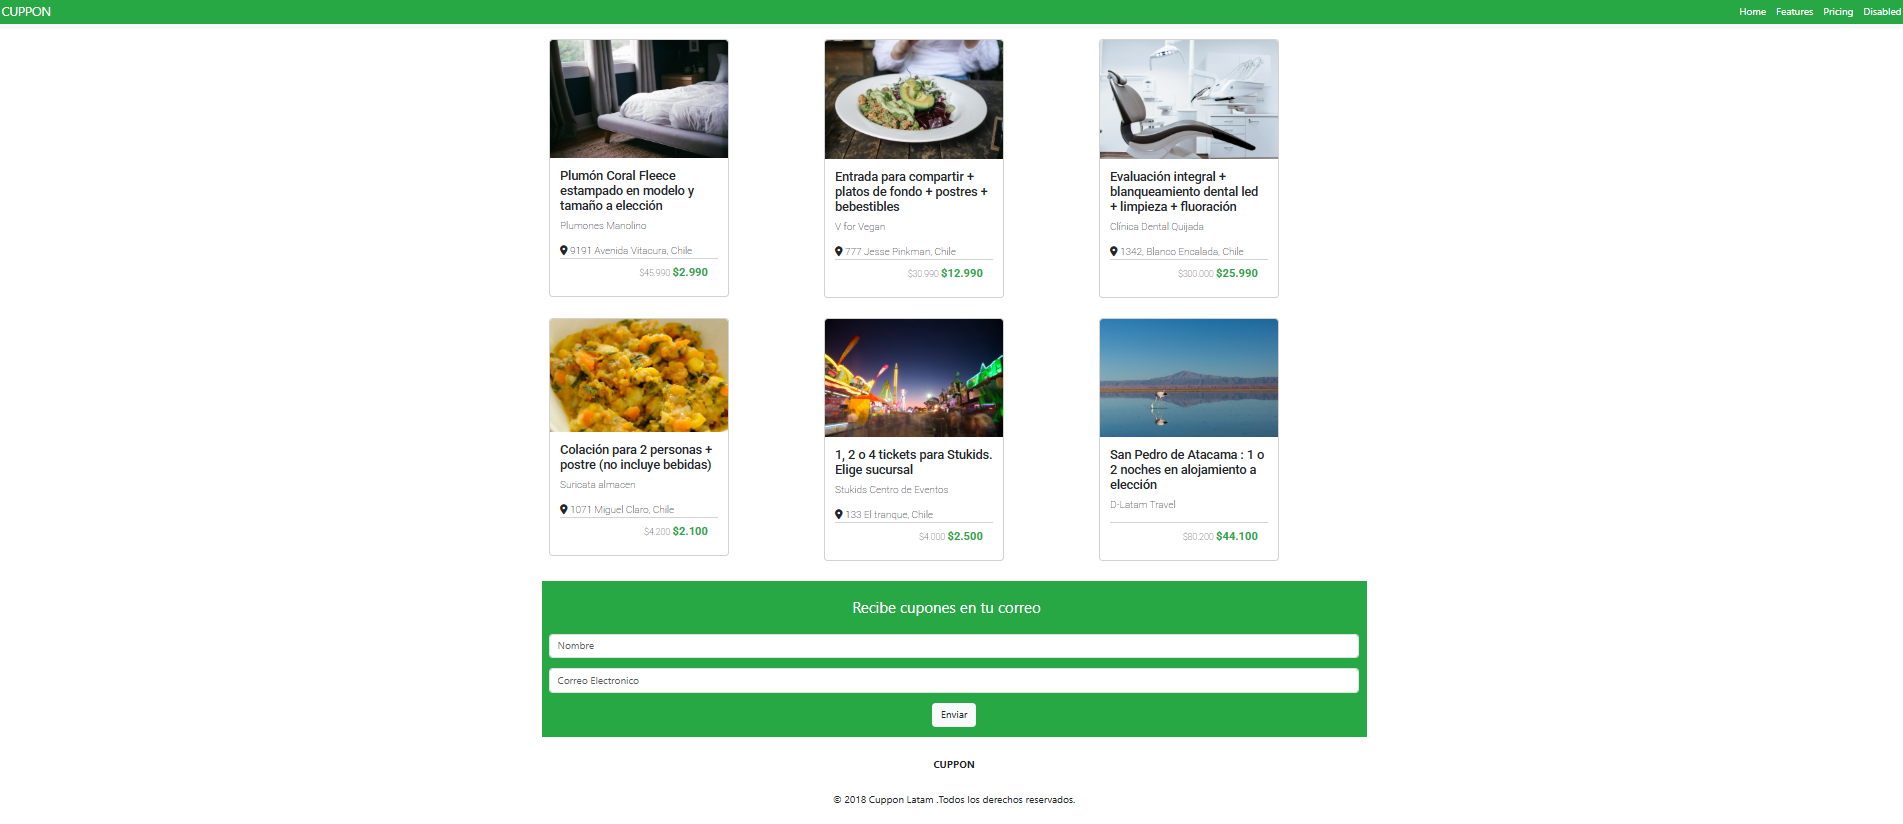 CUPPON
Home Features Pricing Disabled
Plumón Coral Fleece
estampado en modelo y
tamaño a elección
Plumones Manolino
9191 Avenida Vitacura, Chile
$45.990 $2.990
Entrada para compartir +
platos de fondo + postres +
bebestibles
V for Vegan
777 Jesse Pinkman, Chile
$30.990 $12.990
Evaluación integral +
blanqueamiento dental led
+ limpieza + fluoración
Clínica Dental Quijada
1342, Blanco Encalada, Chile
$300.000 $25.990
Colación para 2 personas +
postre (no incluye bebidas)
Suricata almacen
1071 Miguel Claro, Chile
$4.200 $2.100
1, 2 o 4 tickets para Stukids.
Elige sucursal
Stukids Centro de Eventos
133 El tranque, Chile
$4.000 $2.500
San Pedro de Atacama : 1 o
2 noches en alojamiento a
elección
D-Latam Travel
$80.200 $44.100
Recibe cupones en tu correo
Nombre
Correo Electronico
Enviar
CUPPON
© 2018 Cuppon Latam .Todos los derechos reservados.